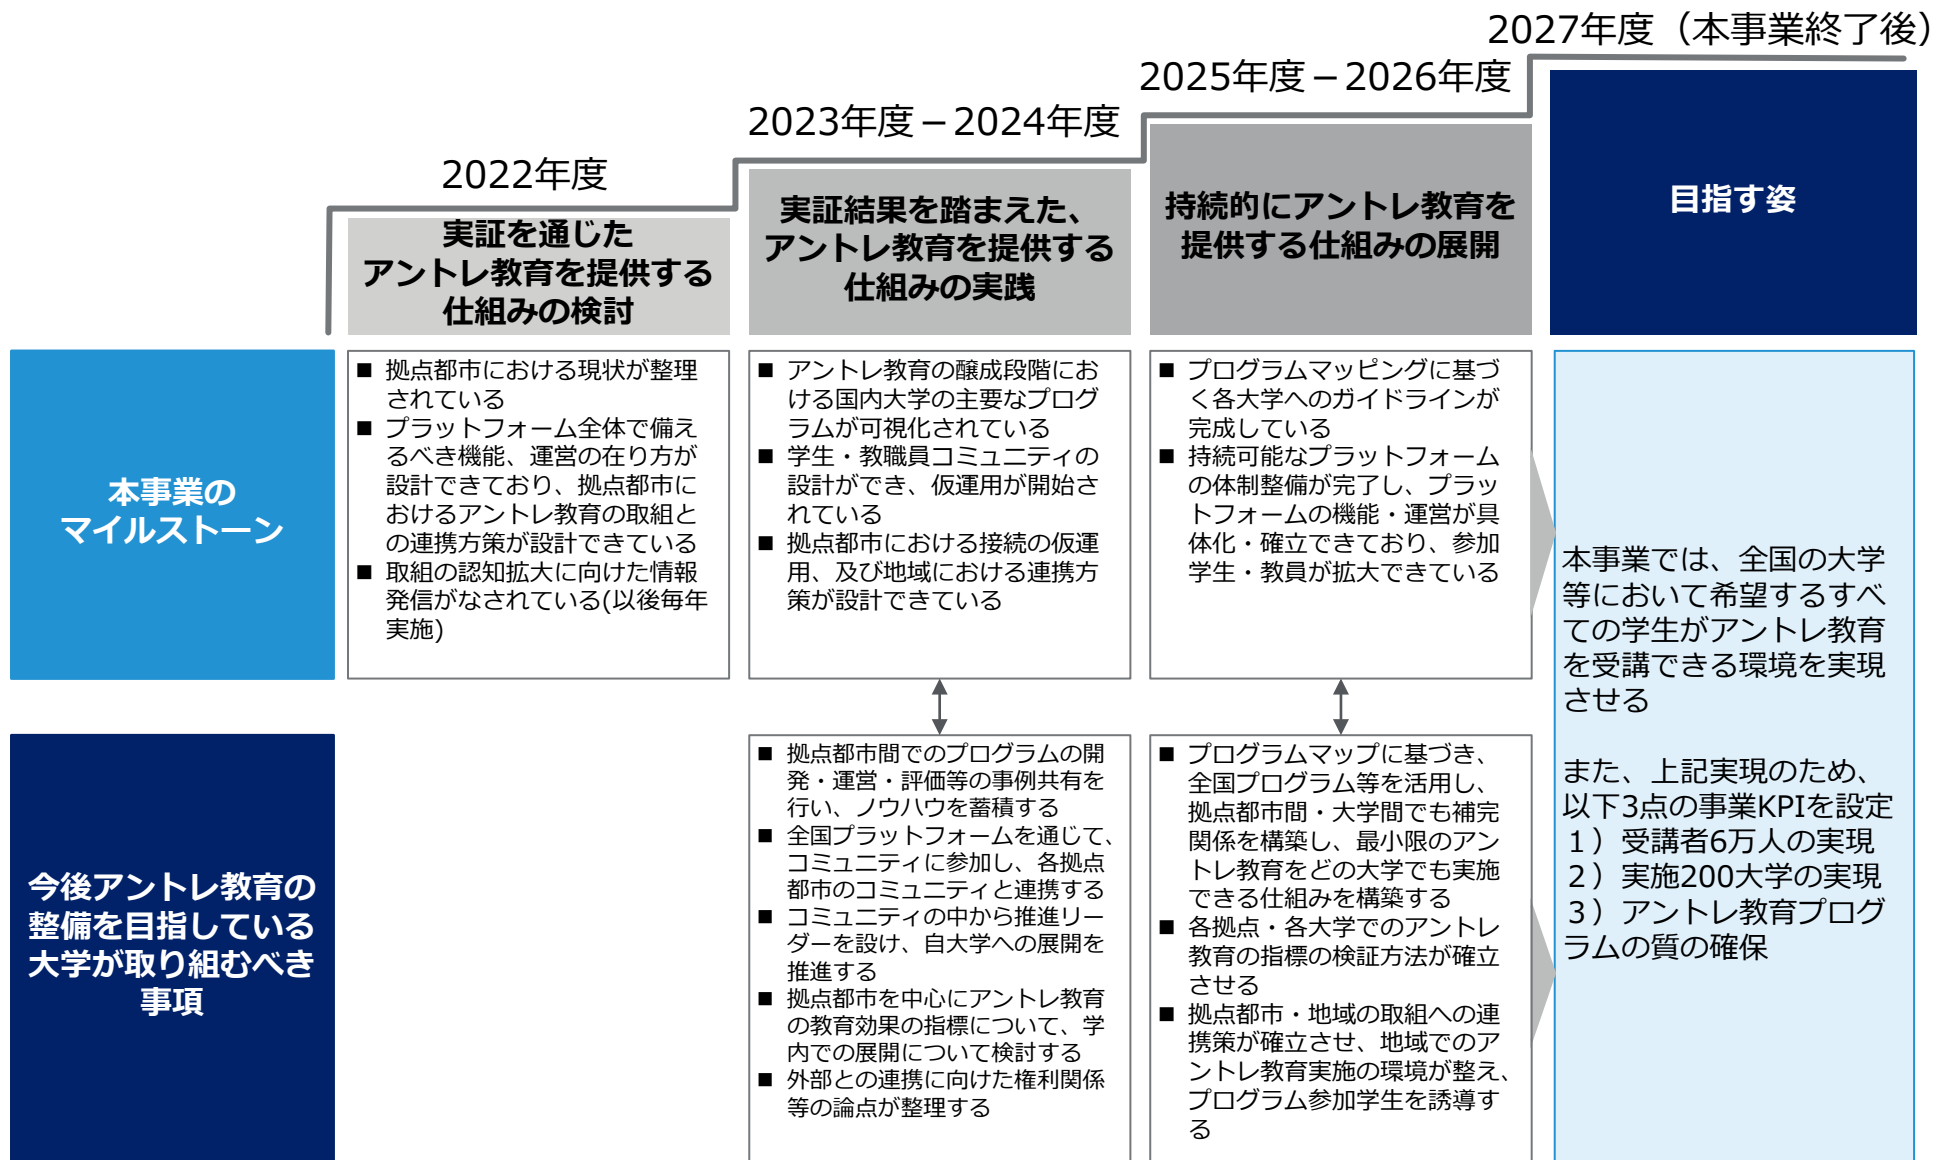 2027年度（本事業終了後）
2025年度－2026年度
2023年度－2024年度
2022年度
実証を通じた
アントレ教育を提供する
仕組みの検討
実証結果を踏まえた、
アントレ教育を提供する
仕組みの実践
持続的にアントレ教育を
提供する仕組みの展開
目指す姿
本事業の
マイルストーン
■ 拠点都市における現状が整理
されている
■ プラットフォーム全体で備え
るべき機能、運営の在り方が
設計できており、拠点都市に
おけるアントレ教育の取組と
の連携方策が設計できている
■ 取組の認知拡大に向けた情報
発信がなされている(以後毎年
実施)
■ アントレ教育の醸成段階にお
ける国内大学の主要なプログ
ラムが可視化されている
■ 学生・教職員コミュニティの
設計ができ、仮運用が開始さ
れている
■ 拠点都市における接続の仮運
用、及び地域における連携方
策が設計できている
■ プログラムマッピングに基づ
く各大学へのガイドラインが
完成している
■ 持続可能なプラットフォーム
の体制整備が完了し、プラッ
トフォームの機能・運営が具
体化・確立できており、参加
学生・教員が拡大できている
今後アントレ教育の
整備を目指している
大学が取り組むべき
事項
■ 拠点都市間でのプログラムの開
発・運営・評価等の事例共有を
行い、ノウハウを蓄積する
■ 全国プラットフォームを通じて、
コミュニティに参加し、各拠点
都市のコミュニティと連携する
■ コミュニティの中から推進リー
ダーを設け、自大学への展開を
推進する
■ 拠点都市を中心にアントレ教育
の教育効果の指標について、学
内での展開について検討する
■ 外部との連携に向けた権利関係
等の論点が整理する
■ プログラムマップに基づき、
全国プログラム等を活用し、
拠点都市間・大学間でも補完
関係を構築し、最小限のアン
トレ教育をどの大学でも実施
できる仕組みを構築する
■ 各拠点・各大学でのアントレ
教育の指標の検証方法が確立
させる
■ 拠点都市・地域の取組への連
携策が確立させ、地域でのア
ントレ教育実施の環境が整え、
プログラム参加学生を誘導す
る
本事業では、全国の大学
等において希望するすべ
ての学生がアントレ教育
を受講できる環境を実現
させる
また、上記実現のため、
以下3点の事業KPIを設定
１）受講者6万人の実現
２）実施200大学の実現
３）アントレ教育プログ
ラムの質の確保